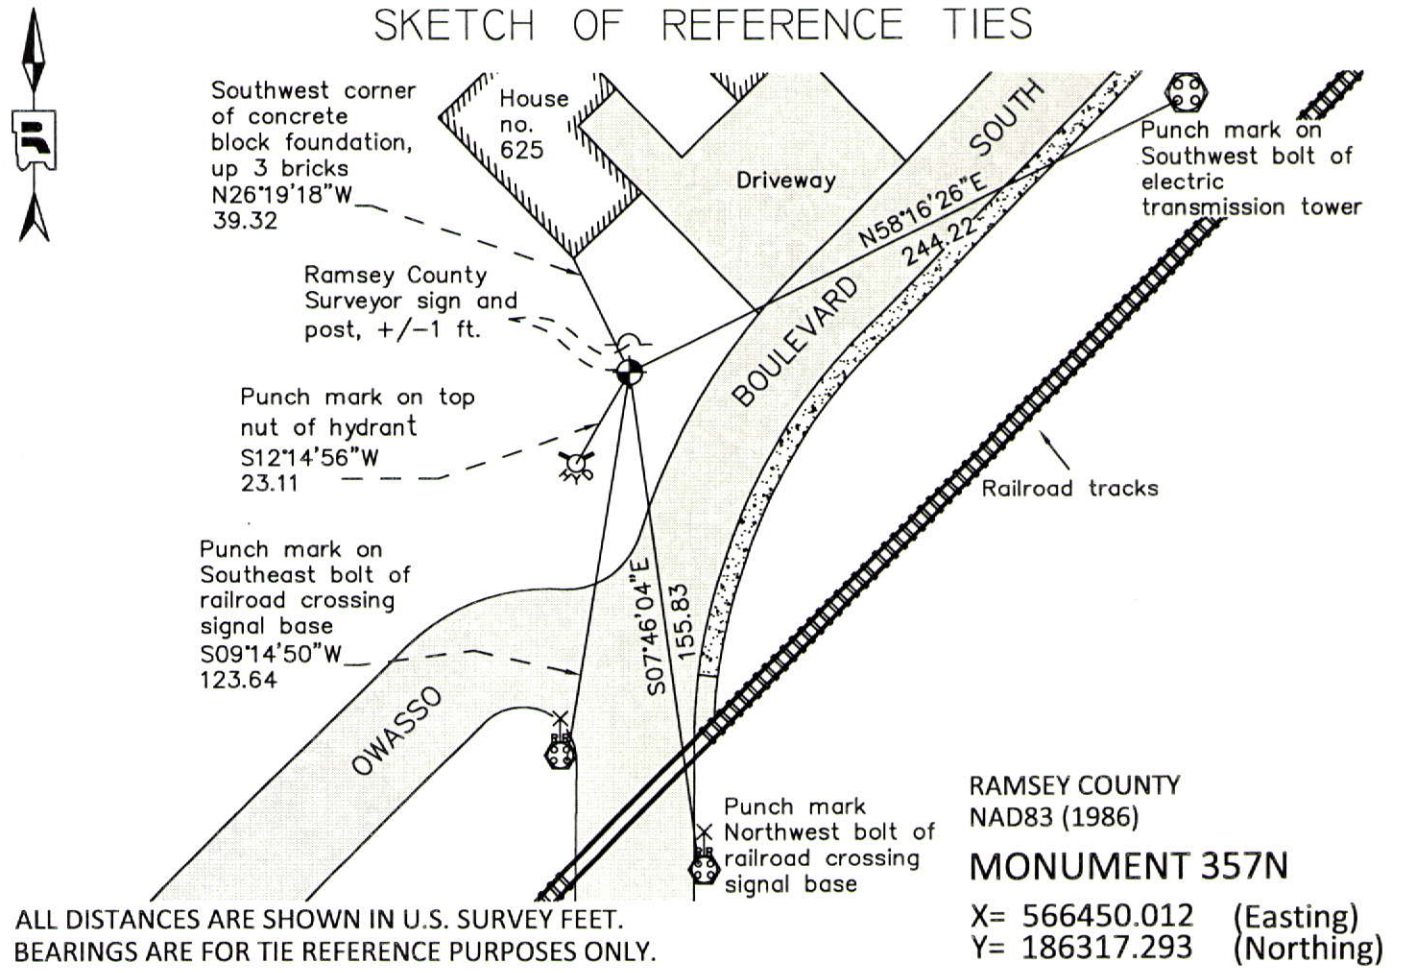 SKETCH OF REFERENCE TIES
Southwest corner
of concrete
block foundation,
up 3 bricks
N26°19'18"W
39.32
House
no.
625
Driveway
SOUTH
Punch mark on
Southwest bolt of
electric
transmission tower
N58°16'26"E
244.22
Ramsey County
Surveyor sign and
post, +/-1 ft.
BOULEVARD
Punch mark on top
nut of hydrant
S12°14'56"W
23.11
HYD
Railroad tracks
Punch mark on
Southeast bolt of
railroad crossing
signal base
S09°14'50"W
123.64
S07°46'04"E
155.83
OWASSO
RR
Punch mark
Northwest bolt of
railroad crossing
signal base
RR
RAMSEY COUNTY
NAD83 (1986)
MONUMENT 357N
X= 566450.012 (Easting)
Y= 186317.293 (Northing)
ALL DISTANCES ARE SHOWN IN U.S. SURVEY FEET.
BEARINGS ARE FOR TIE REFERENCE PURPOSES ONLY.